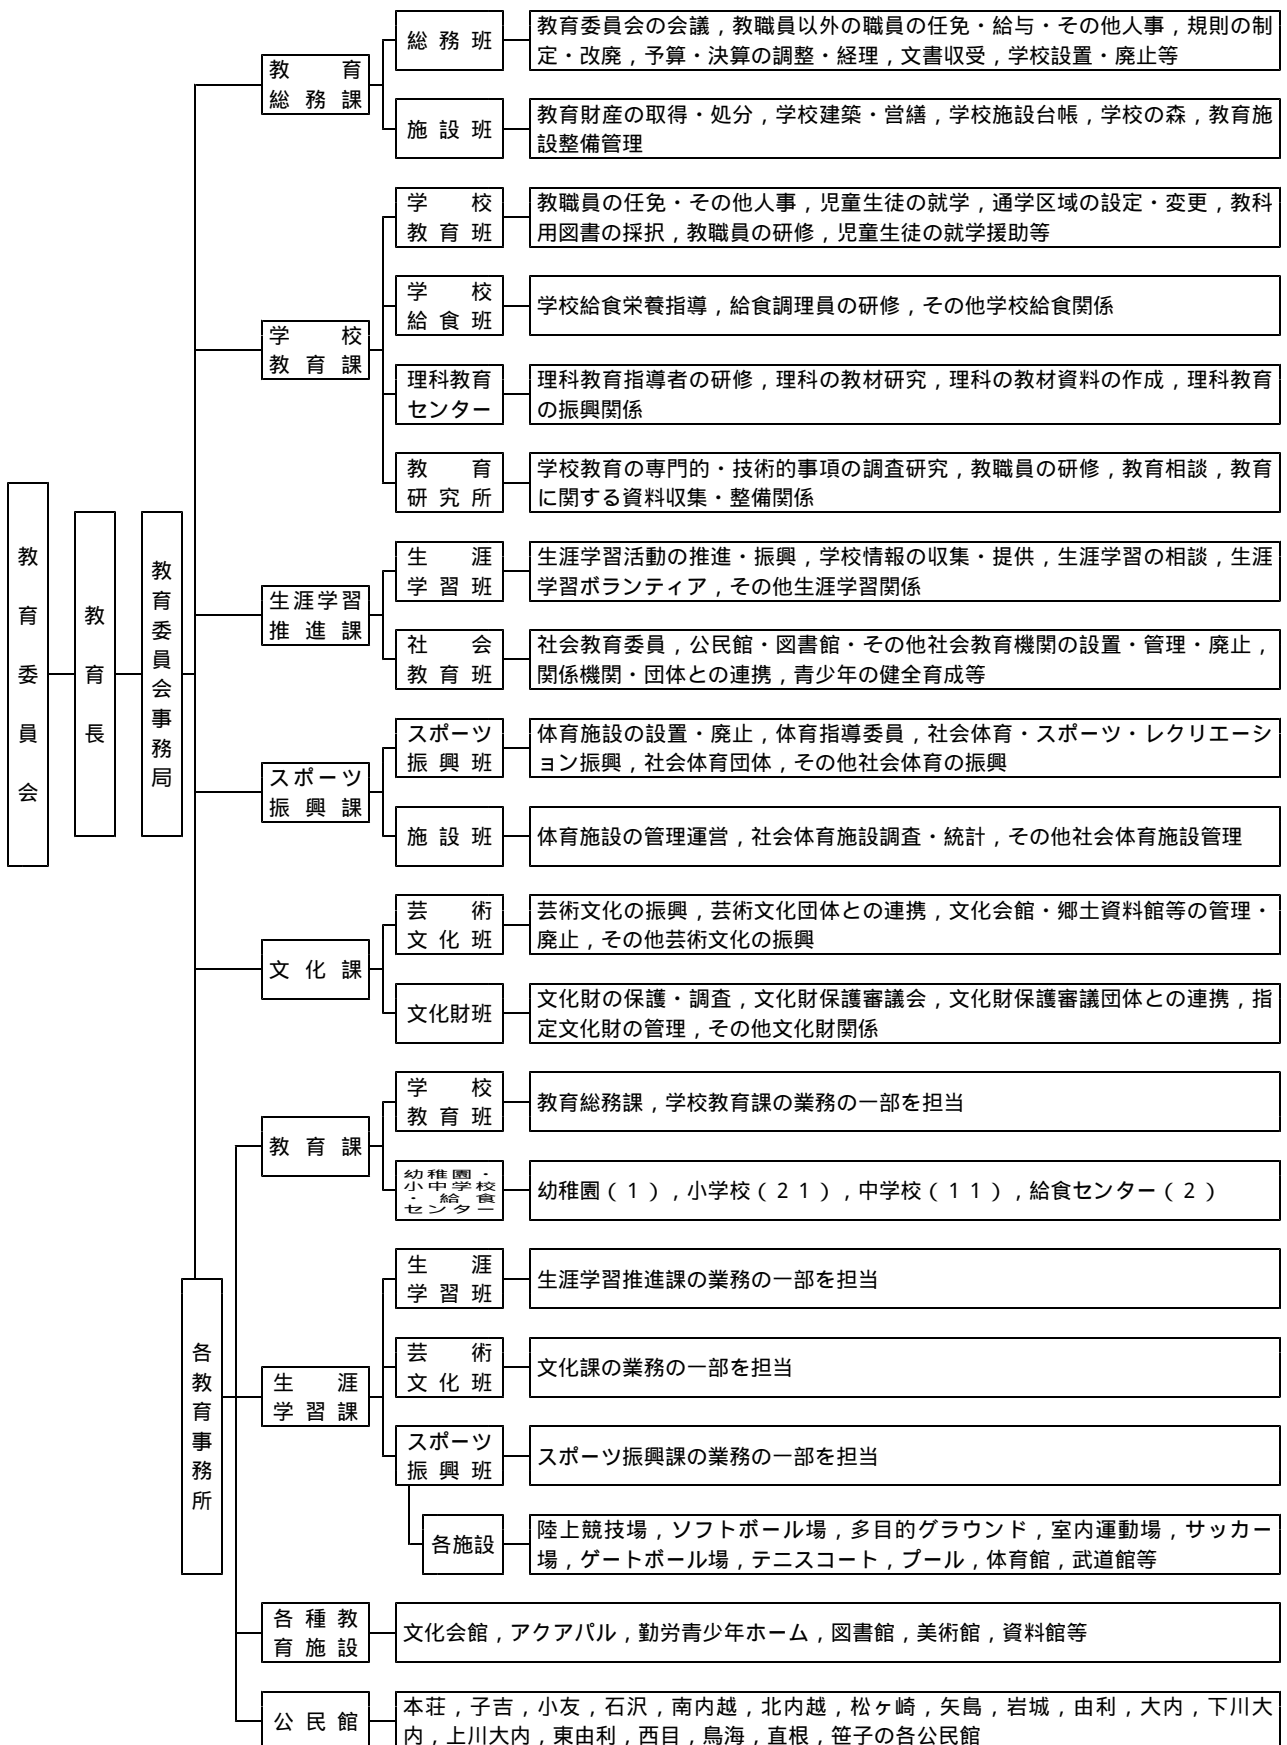 教育委員会
教育長
教育委員会事務局
教育
総務課
総務班
教育委員会の会議，教職員以外の職員の任免・給与・その他人事，規則の制
定・改廃，予算・決算の調整・経理，文書収受，学校設置・廃止等
施設班
教育財産の取得・処分，学校建築・営繕，学校施設台帳，学校の森，教育施
設整備管理
学校
教育課
学校
教育班
教職員の任免・その他人事，児童生徒の就学，通学区域の設定・変更，教科
用図書の採択，教職員の研修，児童生徒の就学援助等
学校
給食班
学校給食栄養指導，給食調理員の研修，その他学校給食関係
理科教育
センター
理科教育指導者の研修，理科の教材研究，理科の教材資料の作成，理科教育
の振興関係
教育
研究所
学校教育の専門的・技術的事項の調査研究，教職員の研修，教育相談，教育
に関する資料収集・整備関係
生涯学習
推進課
生涯
学習班
生涯学習活動の推進・振興，学校情報の収集・提供，生涯学習の相談，生涯
学習ボランティア，その他生涯学習関係
社会
教育班
社会教育委員，公民館・図書館・その他社会教育機関の設置・管理・廃止，
関係機関・団体との連携，青少年の健全育成等
スポーツ
振興課
スポーツ
振興班
体育施設の設置・廃止，体育指導委員，社会体育・スポーツ・レクリエーシ
ョン振興，社会体育団体，その他社会体育の振興
施設班
体育施設の管理運営，社会体育施設調査・統計，その他社会体育施設管理
文化課
芸術
文化班
芸術文化の振興，芸術文化団体との連携，文化会館・郷土資料館等の管理・
廃止，その他芸術文化の振興
文化財班
文化財の保護・調査，文化財保護審議会，文化財保護審議団体との連携，指
定文化財の管理，その他文化財関係
各教育事務所
教育課
学校
教育班
教育総務課，学校教育課の業務の一部を担当
幼稚園・
小中学校
・給食
センター
幼稚園（１），小学校（２１），中学校（１１），給食センター（２）
生涯
学習課
生涯
学習班
生涯学習推進課の業務の一部を担当
芸術
文化班
文化課の業務の一部を担当
スポーツ
振興班
スポーツ振興課の業務の一部を担当
各施設
陸上競技場，ソフトボール場，多目的グラウンド，室内運動場，サッカー
場，ゲートボール場，テニスコート，プール，体育館，武道館等
各種教
育施設
文化会館，アクアパル，勤労青少年ホーム，図書館，美術館，資料館等
公民館
本荘，子吉，小友，石沢，南内越，北内越，松ヶ崎，矢島，岩城，由利，大内，下川大
内，上川大内，東由利，西目，鳥海，直根，笹子の各公民館